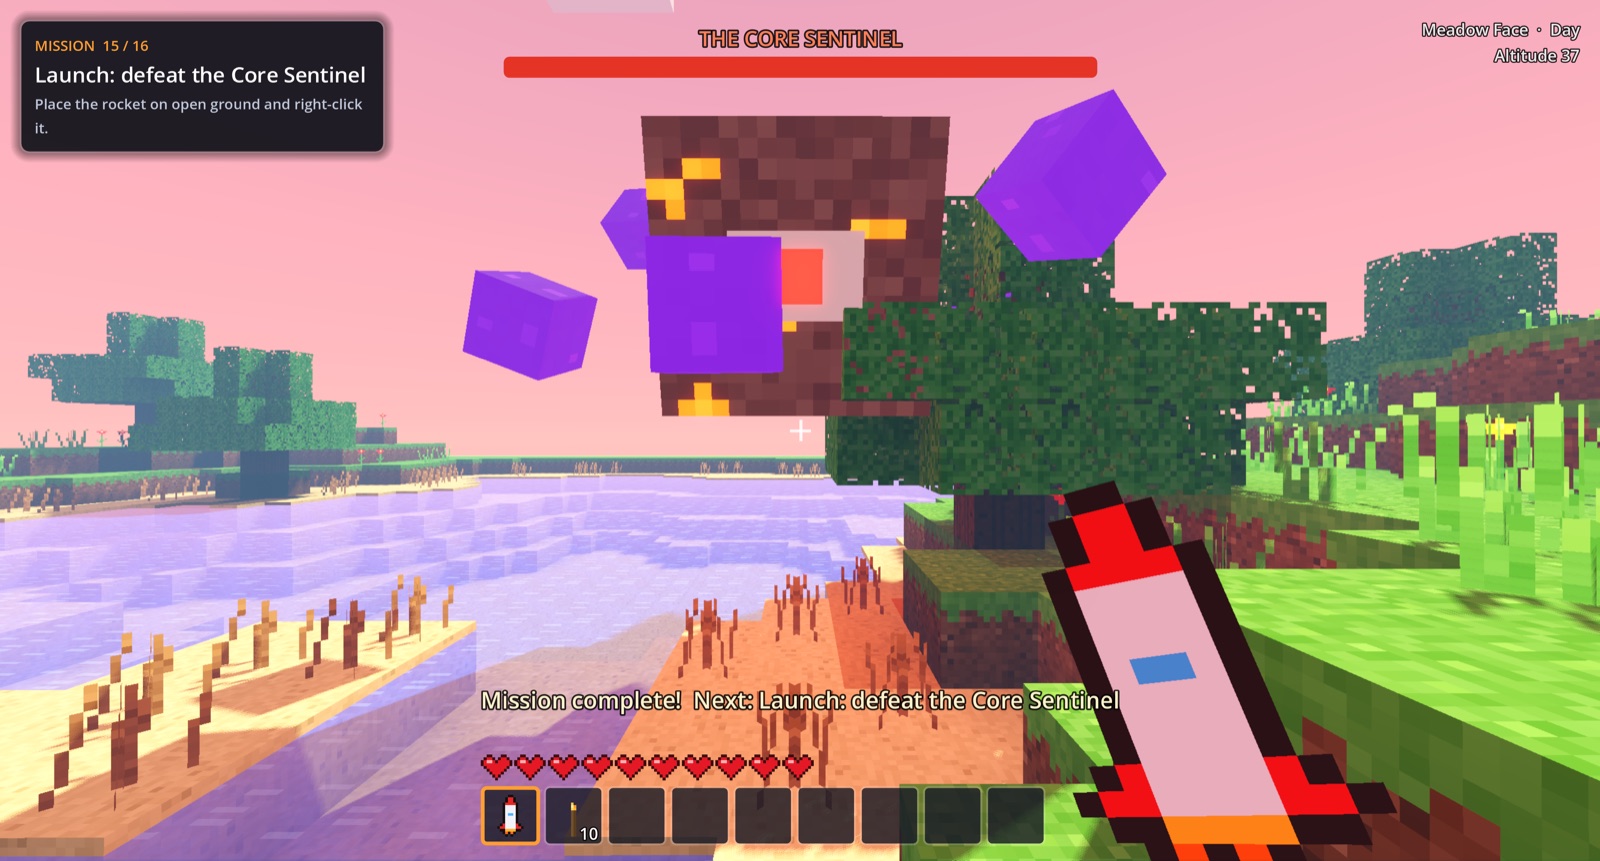 MISSION 15 / 16
Launch: defeat the Core Sentinel
Place the rocket on open ground and right-click
it.
THE CORE SENTINEL
Meadow Face · Day
Altitude 37
Mission complete! Next: Launch: defeat the Core Sentinel
10